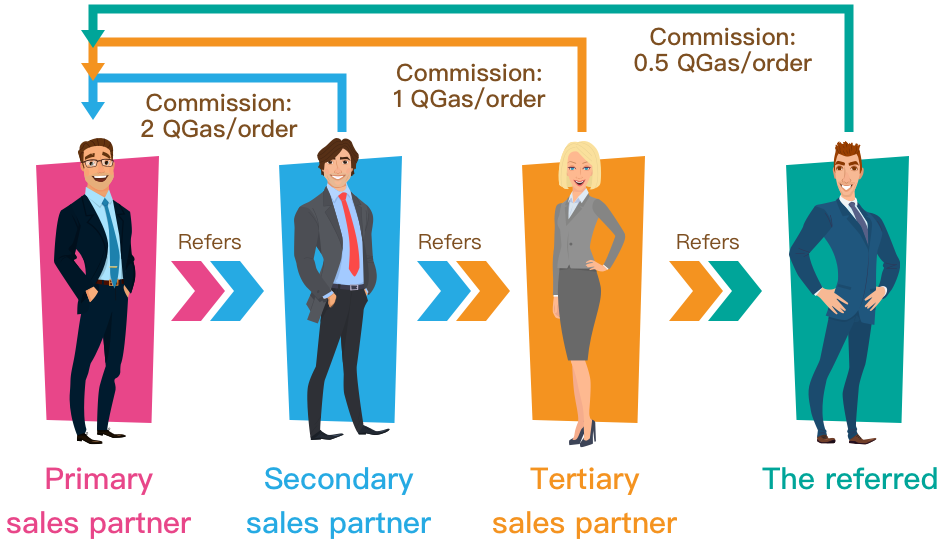 Commission:
0.5 QGas/order
Commission:
1 QGas/order
Commission:
2 QGas/order
Refers
Refers
Refers
Primary
sales partner
Secondary
sales partner
Tertiary
sales partner
The referred